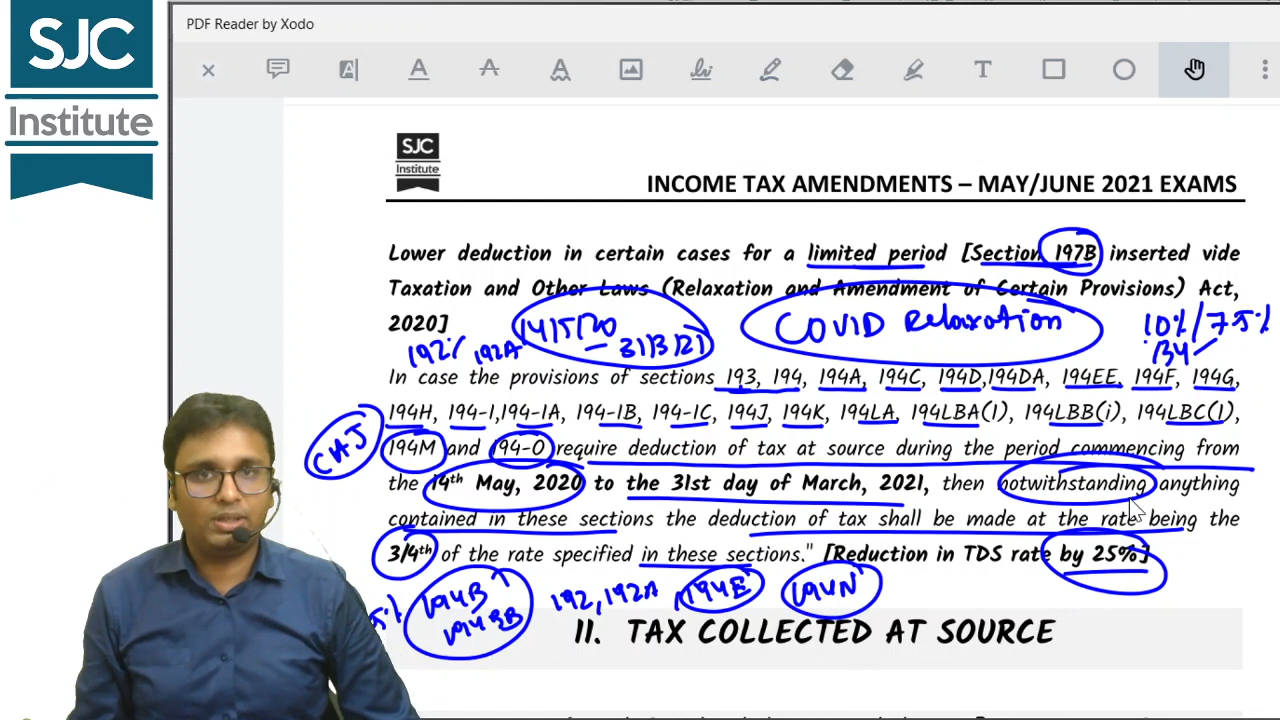 SJC
Institute
PDF Reader by Xodo
SJC
Institute
INCOME TAX AMENDMENTS – MAY/JUNE 2021 EXAMS
Lower deduction in certain cases for a limited period [Section 197B inserted vide
Taxation and Other Laws (Relaxation and Amendment of Certain Provisions) Act,
2020]
14/5/20
31/3/21
COVID Relaxation
10% / 7.5%
192 192A
In case the provisions of sections 193, 194, 194A, 194C, 194D,194DA, 194EE, 194F, 194G,
194H, 194-I,194-IA, 194-IB, 194-IC, 194J, 194K, 194LA, 194LBA(1), 194LBB(i), 194LBC(1),
194M and 194-O require deduction of tax at source during the period commencing from
the 14th May, 2020 to the 31st day of March, 2021, then notwithstanding anything
contained in these sections the deduction of tax shall be made at the rate being the
3/4th of the rate specified in these sections." [Reduction in TDS rate by 25%]
194B
194BB
192, 192A, 194E 194N
II. TAX COLLECTED AT SOURCE